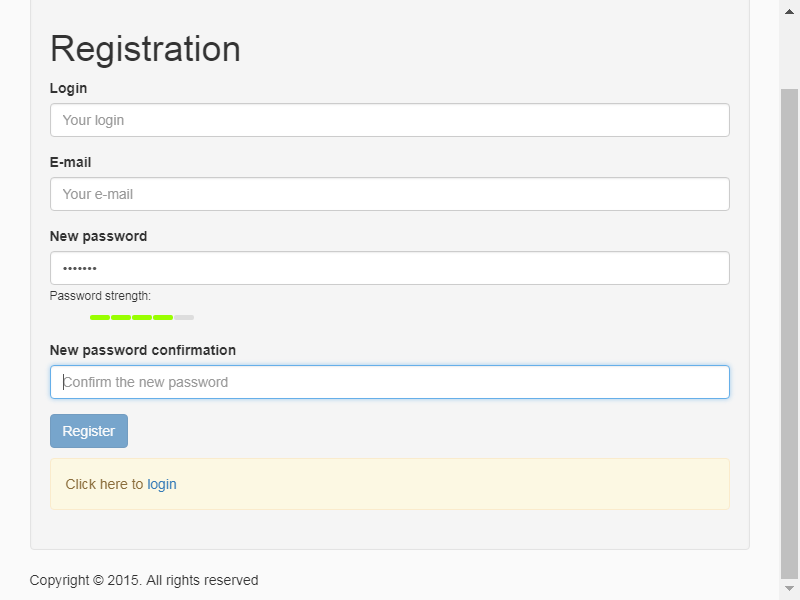 Registration
Login
Your login
E-mail
Your e-mail
New password
•••••••
Password strength:
New password confirmation
Confirm the new password
Register
Click here to login
Copyright © 2015. All rights reserved